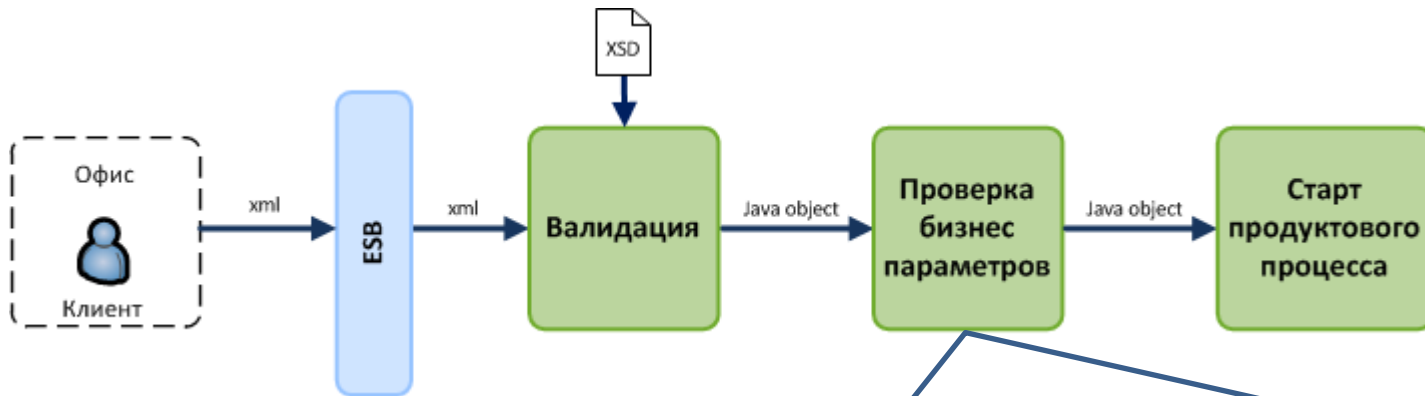 XSD
Офис
Клиент
xml
ESB
xml
Валидация
Java object
Проверка
бизнес
параметров
Java object
Старт
продуктового
процесса